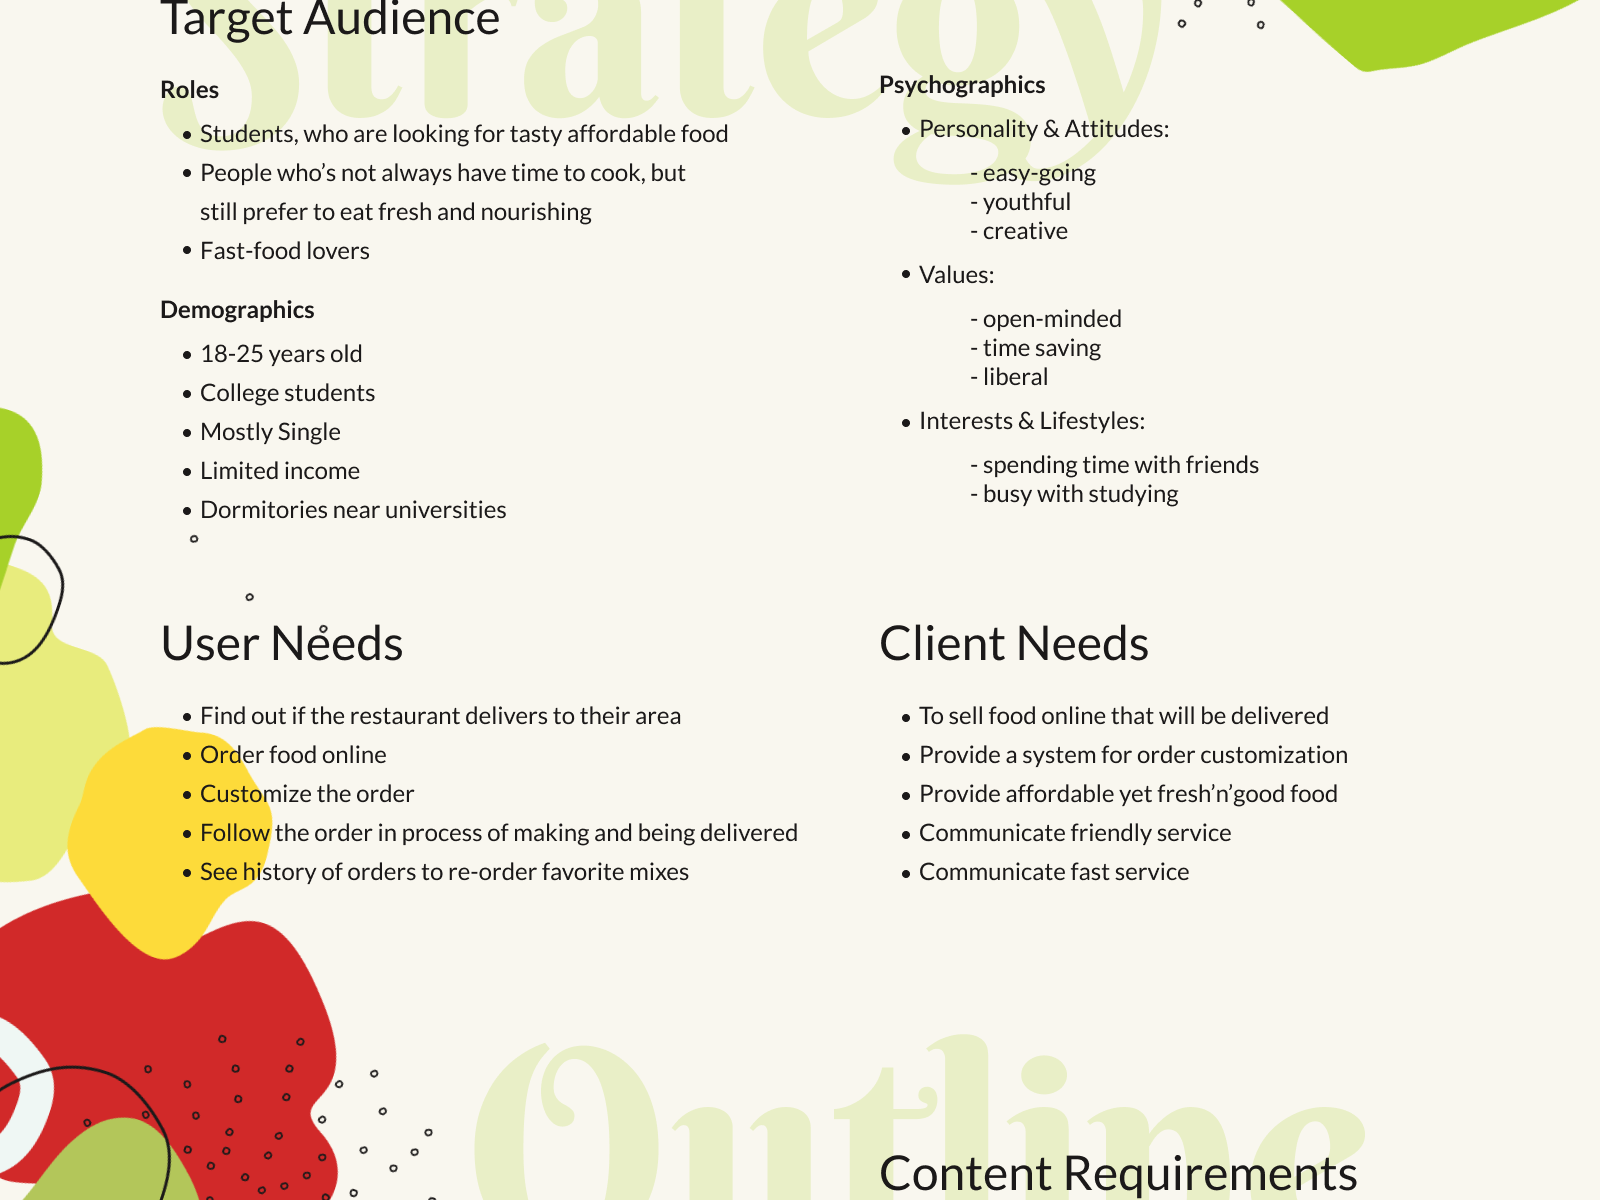 Strategy
Target Audience
Roles
• Students, who are looking for tasty affordable food
• People who’s not always have time to cook, but
still prefer to eat fresh and nourishing
• Fast-food lovers
Demographics
• 18-25 years old
• College students
• Mostly Single
• Limited income
• Dormitories near universities
Psychographics
• Personality & Attitudes:
- easy-going
- youthful
- creative
• Values:
- open-minded
- time saving
- liberal
• Interests & Lifestyles:
- spending time with friends
- busy with studying
User Needs
• Find out if the restaurant delivers to their area
• Order food online
• Customize the order
• Follow the order in process of making and being delivered
• See history of orders to re-order favorite mixes
Client Needs
• To sell food online that will be delivered
• Provide a system for order customization
• Provide affordable yet fresh’n’good food
• Communicate friendly service
• Communicate fast service
Outline
Content Requirements